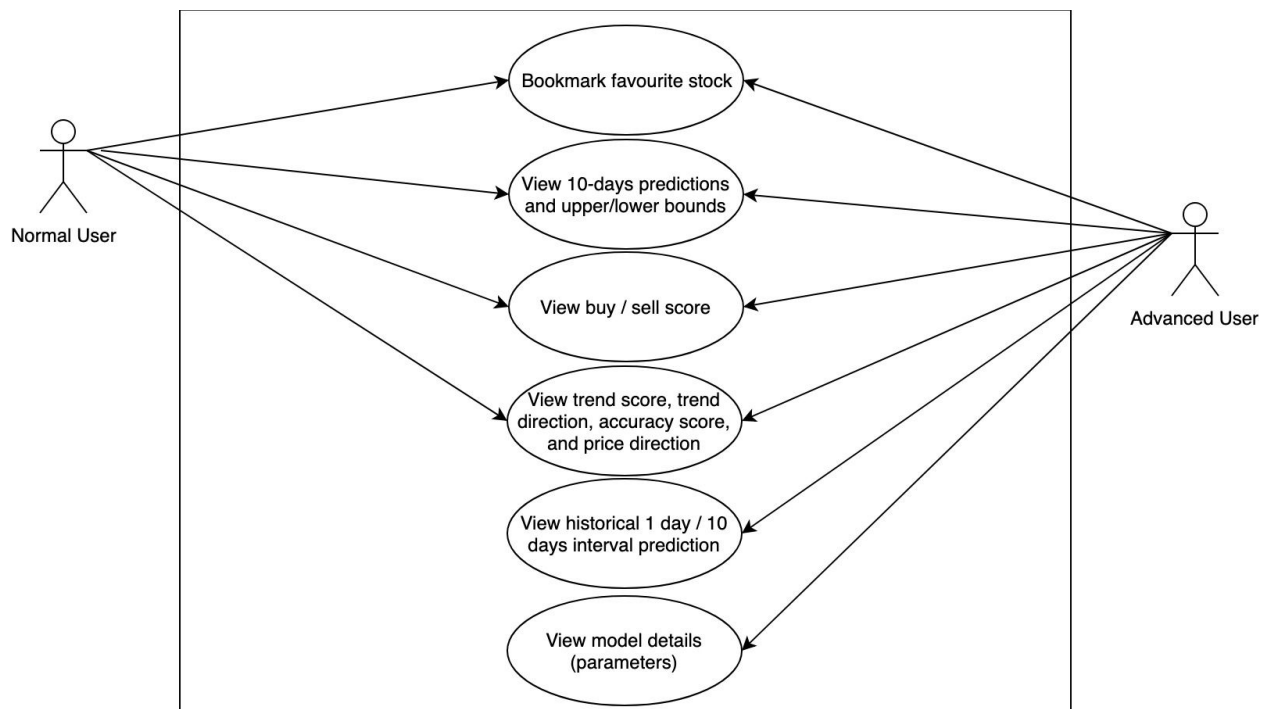 Bookmark favourite stock
View 10-days predictions
and upper/lower bounds
Normal User
View buy / sell score
Advanced User
View trend score, trend
direction, accuracy score,
and price direction
View historical 1 day / 10
days interval prediction
View model details
(parameters)